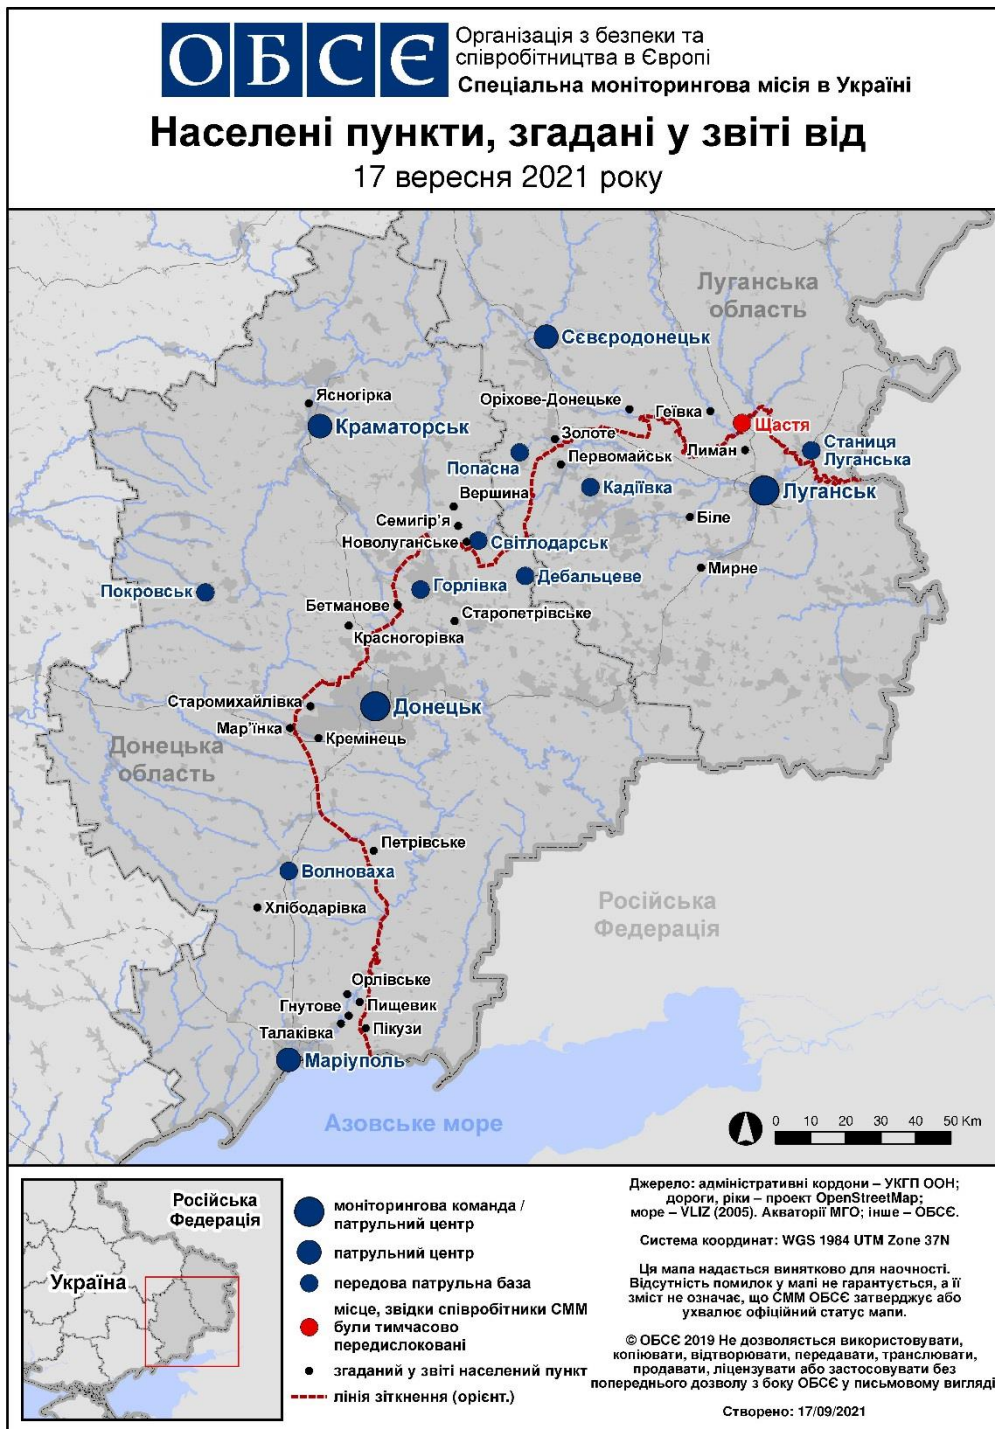 ОБСЄ
Організація з безпеки та
співробітництва в Європі
Спеціальна моніторингова місія в Україні
Населені пункти, згадані у звіті від
17 вересня 2021 року
Луганська
область
Сєвєродонецьк
Ясногірка
Краматорськ
Оріхове-Донецьке
Геївка
Щастя
Золоте
Лиман
Станиця
Луганська
Попасна
Первомайськ
Кадіївка
Луганськ
Вершина
Семигір'я
Біле
Новолуганське
Світлодарськ
Мирне
Дебальцеве
Покровськ
Горлівка
Бетманове
Старопетрівське
Красногорівка
Старомихайлівка
Донецьк
Мар'їнка
Кремінець
Донецька
область
Петрівське
Волноваха
Хлібодарівка
Російська
Федерація
Орлівське
Гнутове
Пищевик
Талаківка
Пікузи
Маріуполь
Азовське море
0 10 20 30 40 50 Km
Російська
Федерація
Україна
моніторингова команда /
патрульний центр
патрульний центр
передова патрульна база
місце, звідки співробітники СММ
були тимчасово
передислоковані
згаданий у звіті населений пункт
лінія зіткнення (орієнт.)
Джерело: адміністративні кордони – УКГП ООН;
дороги, ріки – проект OpenStreetMap;
море – VLIZ (2005). Акваторії МГО; інше – ОБСЄ.
Система координат: WGS 1984 UTM Zone 37N
Ця мапа надається винятково для наочності.
Відсутність помилок у мапі не гарантується, а її
зміст не означає, що СММ ОБСЄ затверджує або
ухвалює офіційний статус мапи.
© ОБСЄ 2019 Не дозволяється використовувати,
копіювати, відтворювати, передавати, транслювати,
продавати, ліцензувати або застосовувати без
попереднього дозволу з боку ОБСЄ у письмовому вигляді
Створено: 17/09/2021